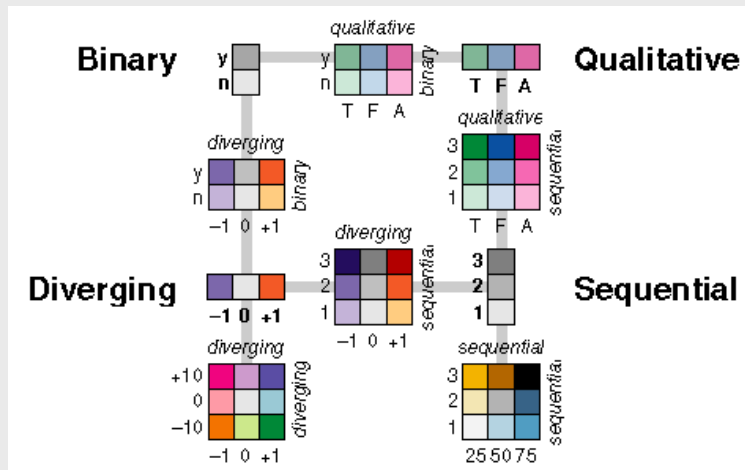 qualitative
Binary
y
n
y
n
binary
T F A
T F A
Qualitative
diverging
y
n
binary
−1 0 +1
qualitative
3
2
1
sequential
T F A
Diverging
−1 0 +1
diverging
3
2
1
sequential
−1 0 +1
3
2
1
Sequential
diverging
+10
0
−10
diverging
−1 0 +1
sequential
3
2
1
sequential
25 50 75